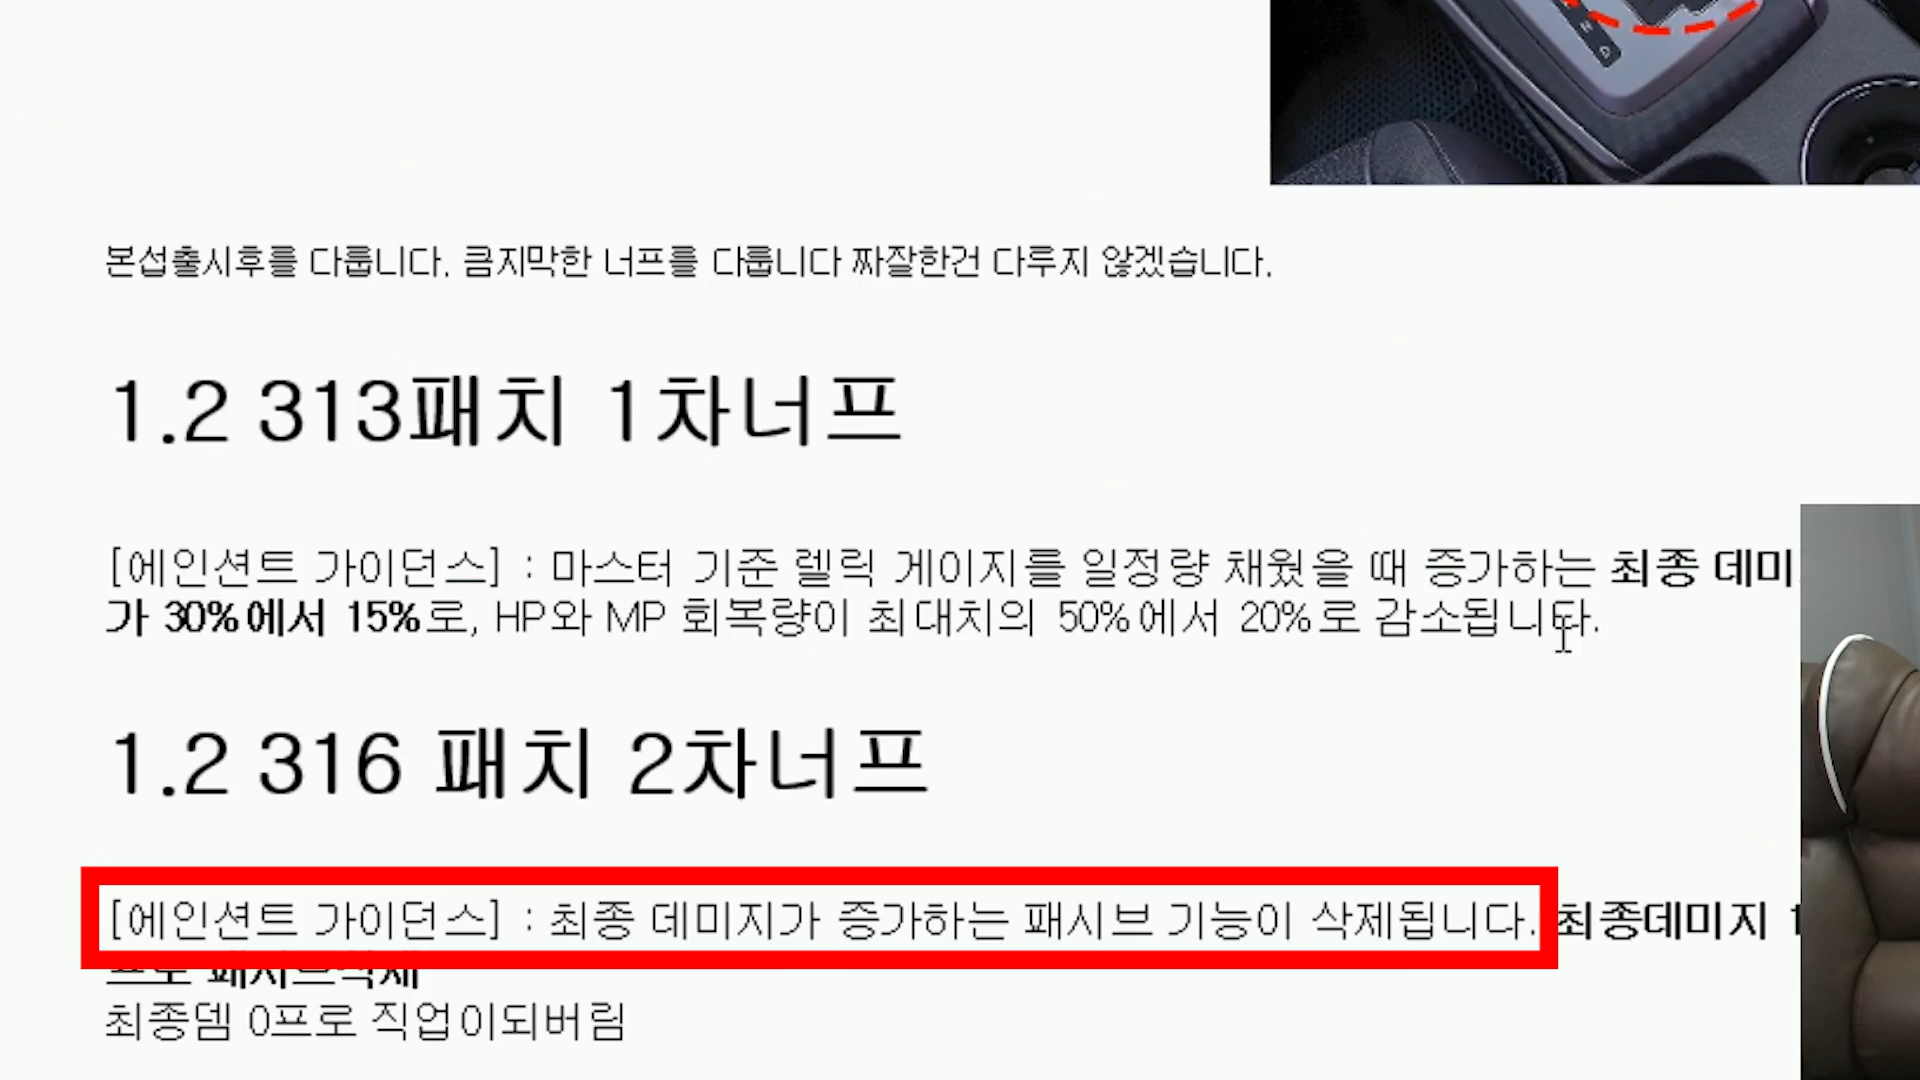 본섭출시후를 다룹니다. 큼지막한 너프를 다룹니다 짜잘한건 다루지 않겠습니다.
1.2 313패치 1차너프
[에인션트 가이던스] : 마스터 기준 렐릭 게이지를 일정량 채웠을 때 증가하는 최종 데미
가 30%에서 15%로, HP와 MP 회복량이 최대치의 50%에서 20%로 감소됩니다.
1.2 316 패치 2차너프
[에인션트 가이던스] : 최종 데미지가 증가하는 패시브 기능이 삭제됩니다. 최종데미지 1
프로 패시브삭제
최종뎀 0프로 직업이되버림